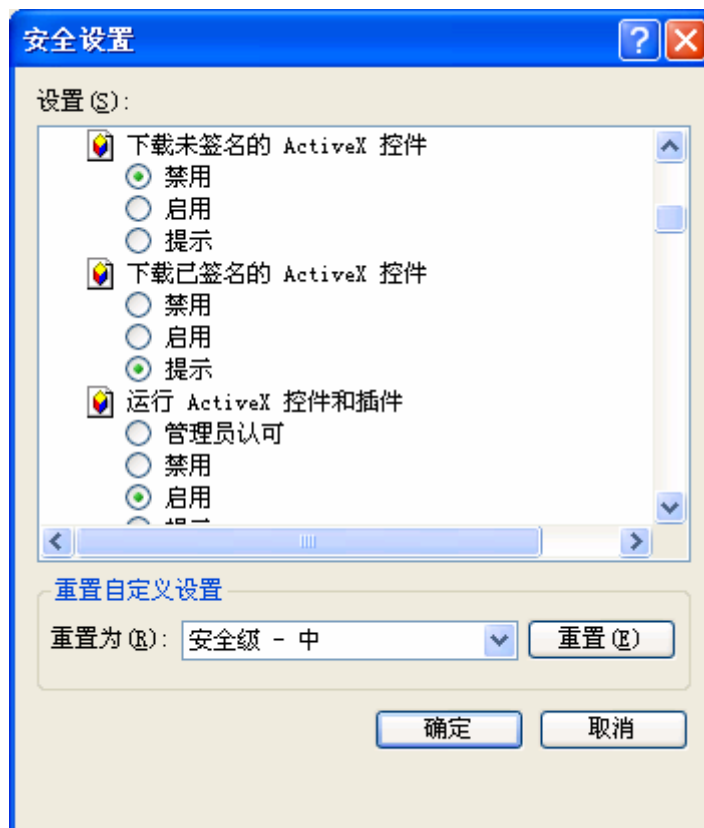 安全设置
设置(S):
下载未签名的 ActiveX 控件
禁用
启用
提示
下载已签名的 ActiveX 控件
禁用
启用
提示
运行 ActiveX 控件和插件
管理员认可
禁用
启用
重置自定义设置
重置为(R): 安全级 - 中 重置(E)
确定 取消